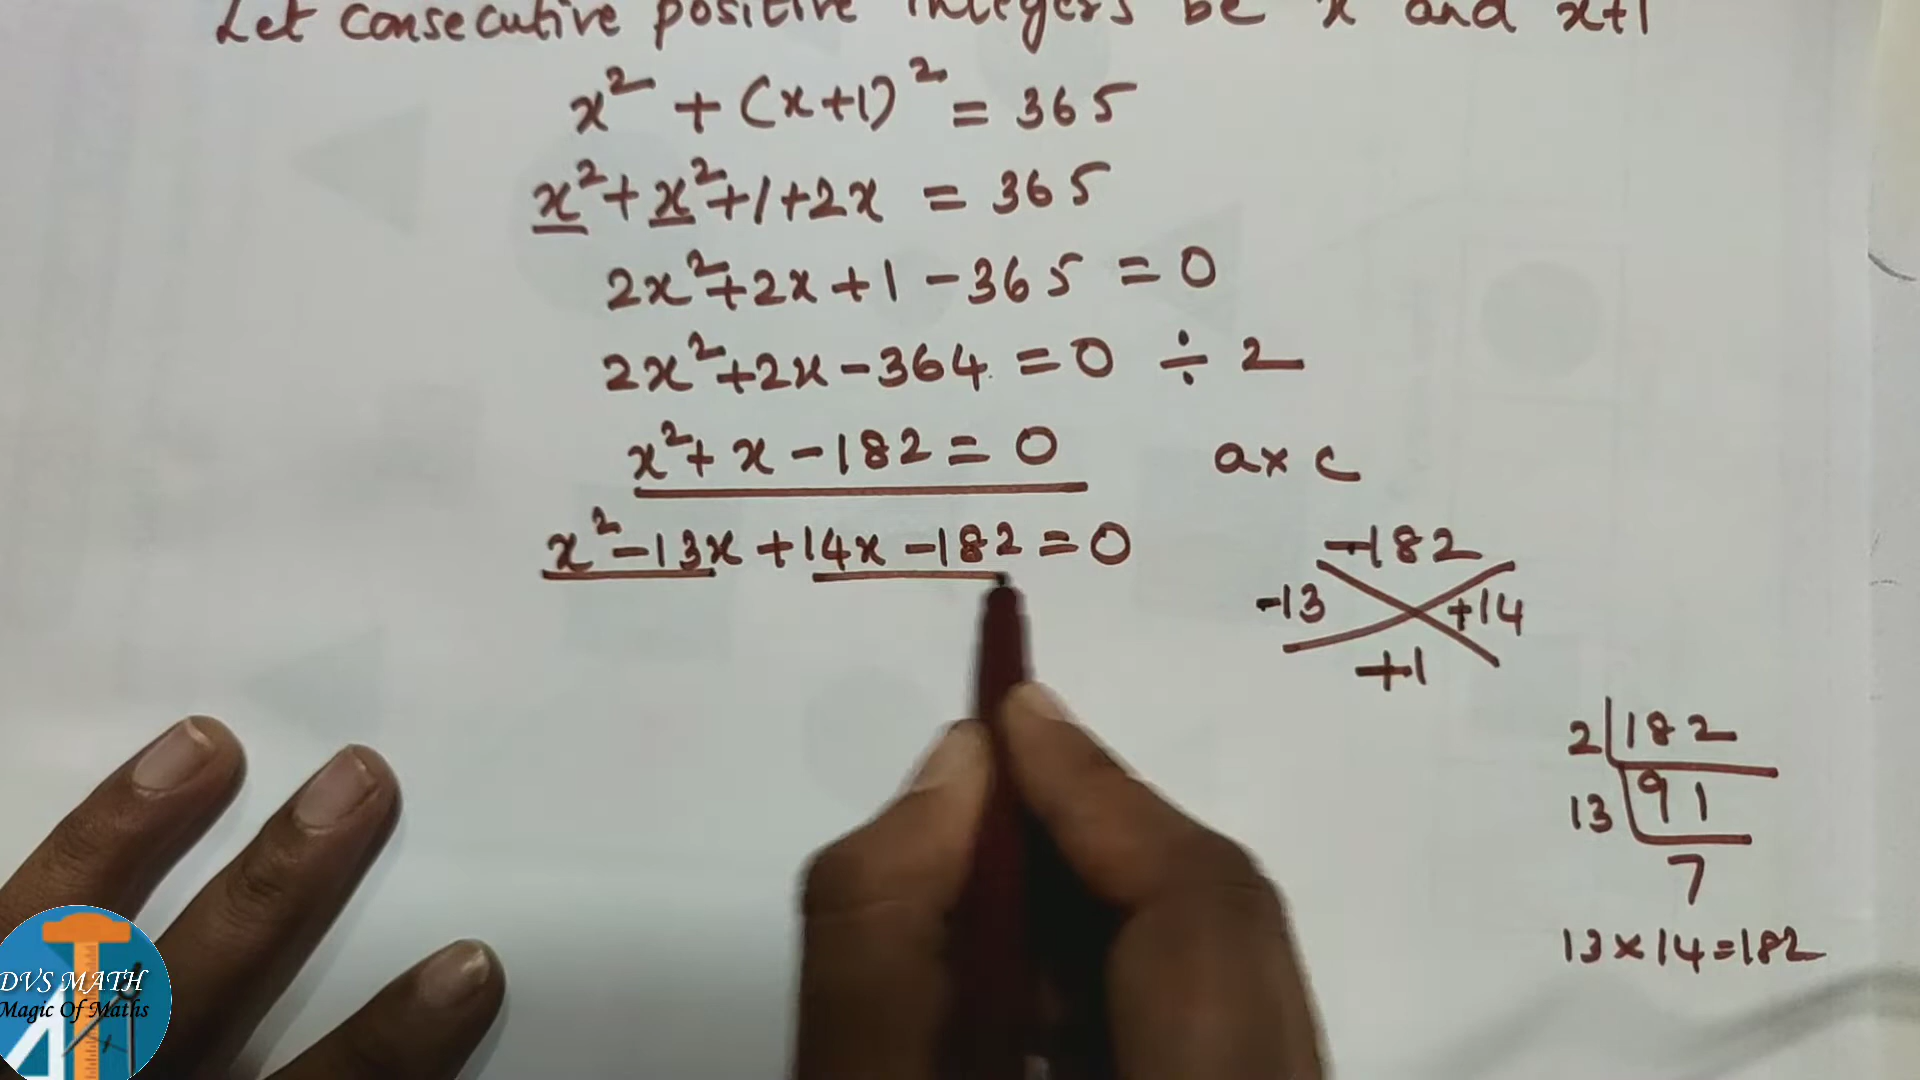 Let consecutive positive integers be x and x+1
x² + (x+1)² = 365
x² + x² + 1 + 2x = 365
2x² + 2x + 1 - 365 = 0
2x² + 2x - 364 = 0 ÷ 2
x² + x - 182 = 0
a x c
x² - 13x + 14x - 182 = 0
-182
-13 +14
+1
2 | 182
13 | 91
7
13 x 14 = 182
DVS MATH
Magic Of Maths